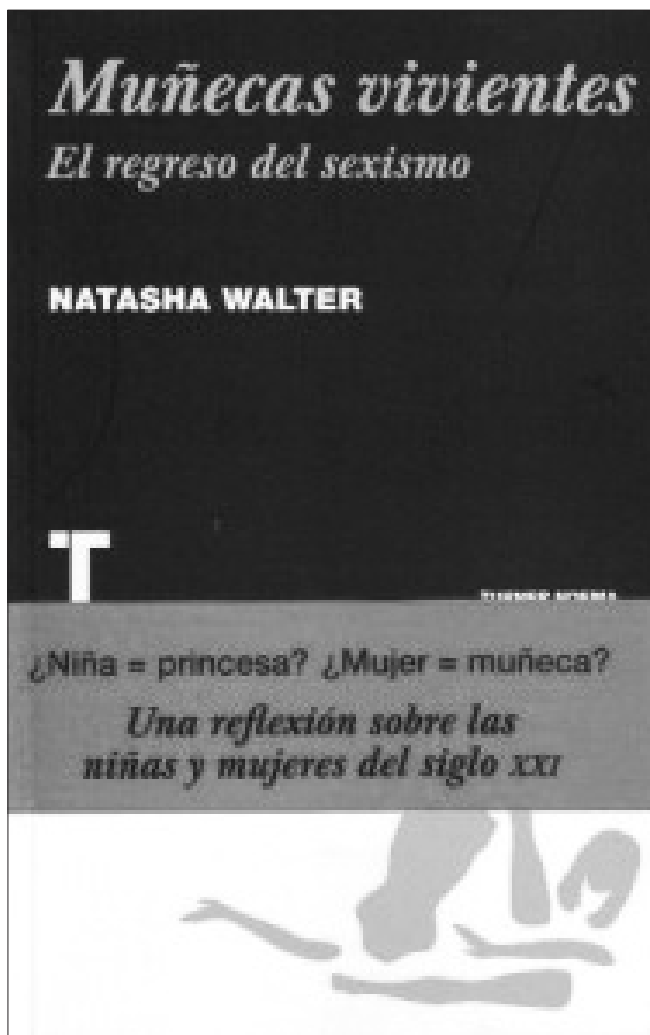 Muñecas vivientes
El regreso del sexismo
NATASHA WALTER
T
¿Niña = princesa? ¿Mujer = muñeca?
Una reflexión sobre las
niñas y mujeres del siglo XXI